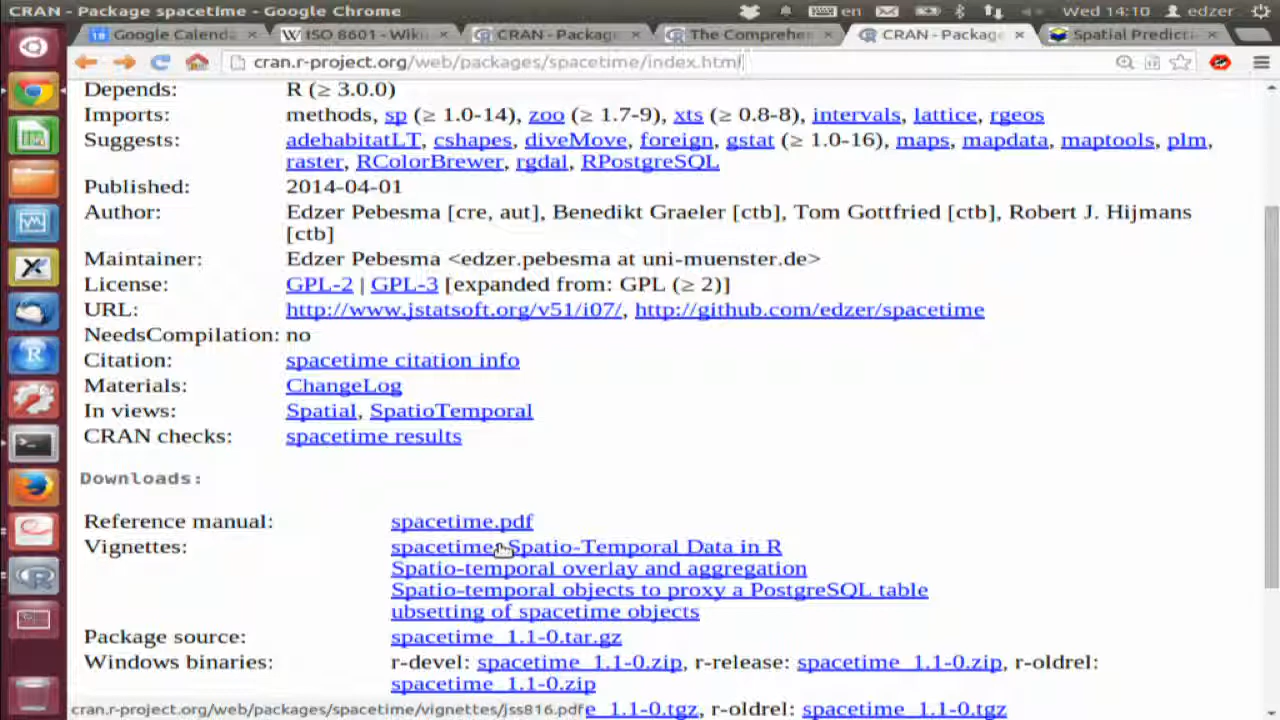 CRAN - Package spacetime - Google Chrome
en
Wed 14:10
edzer
Google Calenda
ISO 8601 - Wiki
CRAN - Packag
The Comprehen
CRAN - Package
Spatial Predicti
cran.r-project.org/web/packages/spacetime/index.html
Depends: R (≥ 3.0.0)
Imports: methods, sp (≥ 1.0-14), zoo (≥ 1.7-9), xts (≥ 0.8-8), intervals, lattice, rgeos
Suggests: adehabitatLT, cshapes, diveMove, foreign, gstat (≥ 1.0-16), maps, mapdata, maptools, plm,
raster, RColorBrewer, rgdal, RPostgreSQL
Published: 2014-04-01
Author: Edzer Pebesma [cre, aut], Benedikt Graeler [ctb], Tom Gottfried [ctb], Robert J. Hijmans
[ctb]
Maintainer: Edzer Pebesma <edzer.pebesma at uni-muenster.de>
License: GPL-2 | GPL-3 [expanded from: GPL (≥ 2)]
URL: http://www.jstatsoft.org/v51/i07/, http://github.com/edzer/spacetime
NeedsCompilation: no
Citation: spacetime citation info
Materials: ChangeLog
In views: Spatial, SpatioTemporal
CRAN checks: spacetime results
Downloads:
Reference manual: spacetime.pdf
Vignettes: spacetime: Spatio-Temporal Data in R
Spatio-temporal overlay and aggregation
Spatio-temporal objects to proxy a PostgreSQL table
ubsetting of spacetime objects
Package source: spacetime_1.1-0.tar.gz
Windows binaries: r-devel: spacetime_1.1-0.zip, r-release: spacetime_1.1-0.zip, r-oldrel:
spacetime_1.1-0.zip
cran.r-project.org/web/packages/spacetime/vignettes/jss816.pdf e_1.1-0.tgz, r-oldrel: spacetime_1.1-0.tgz